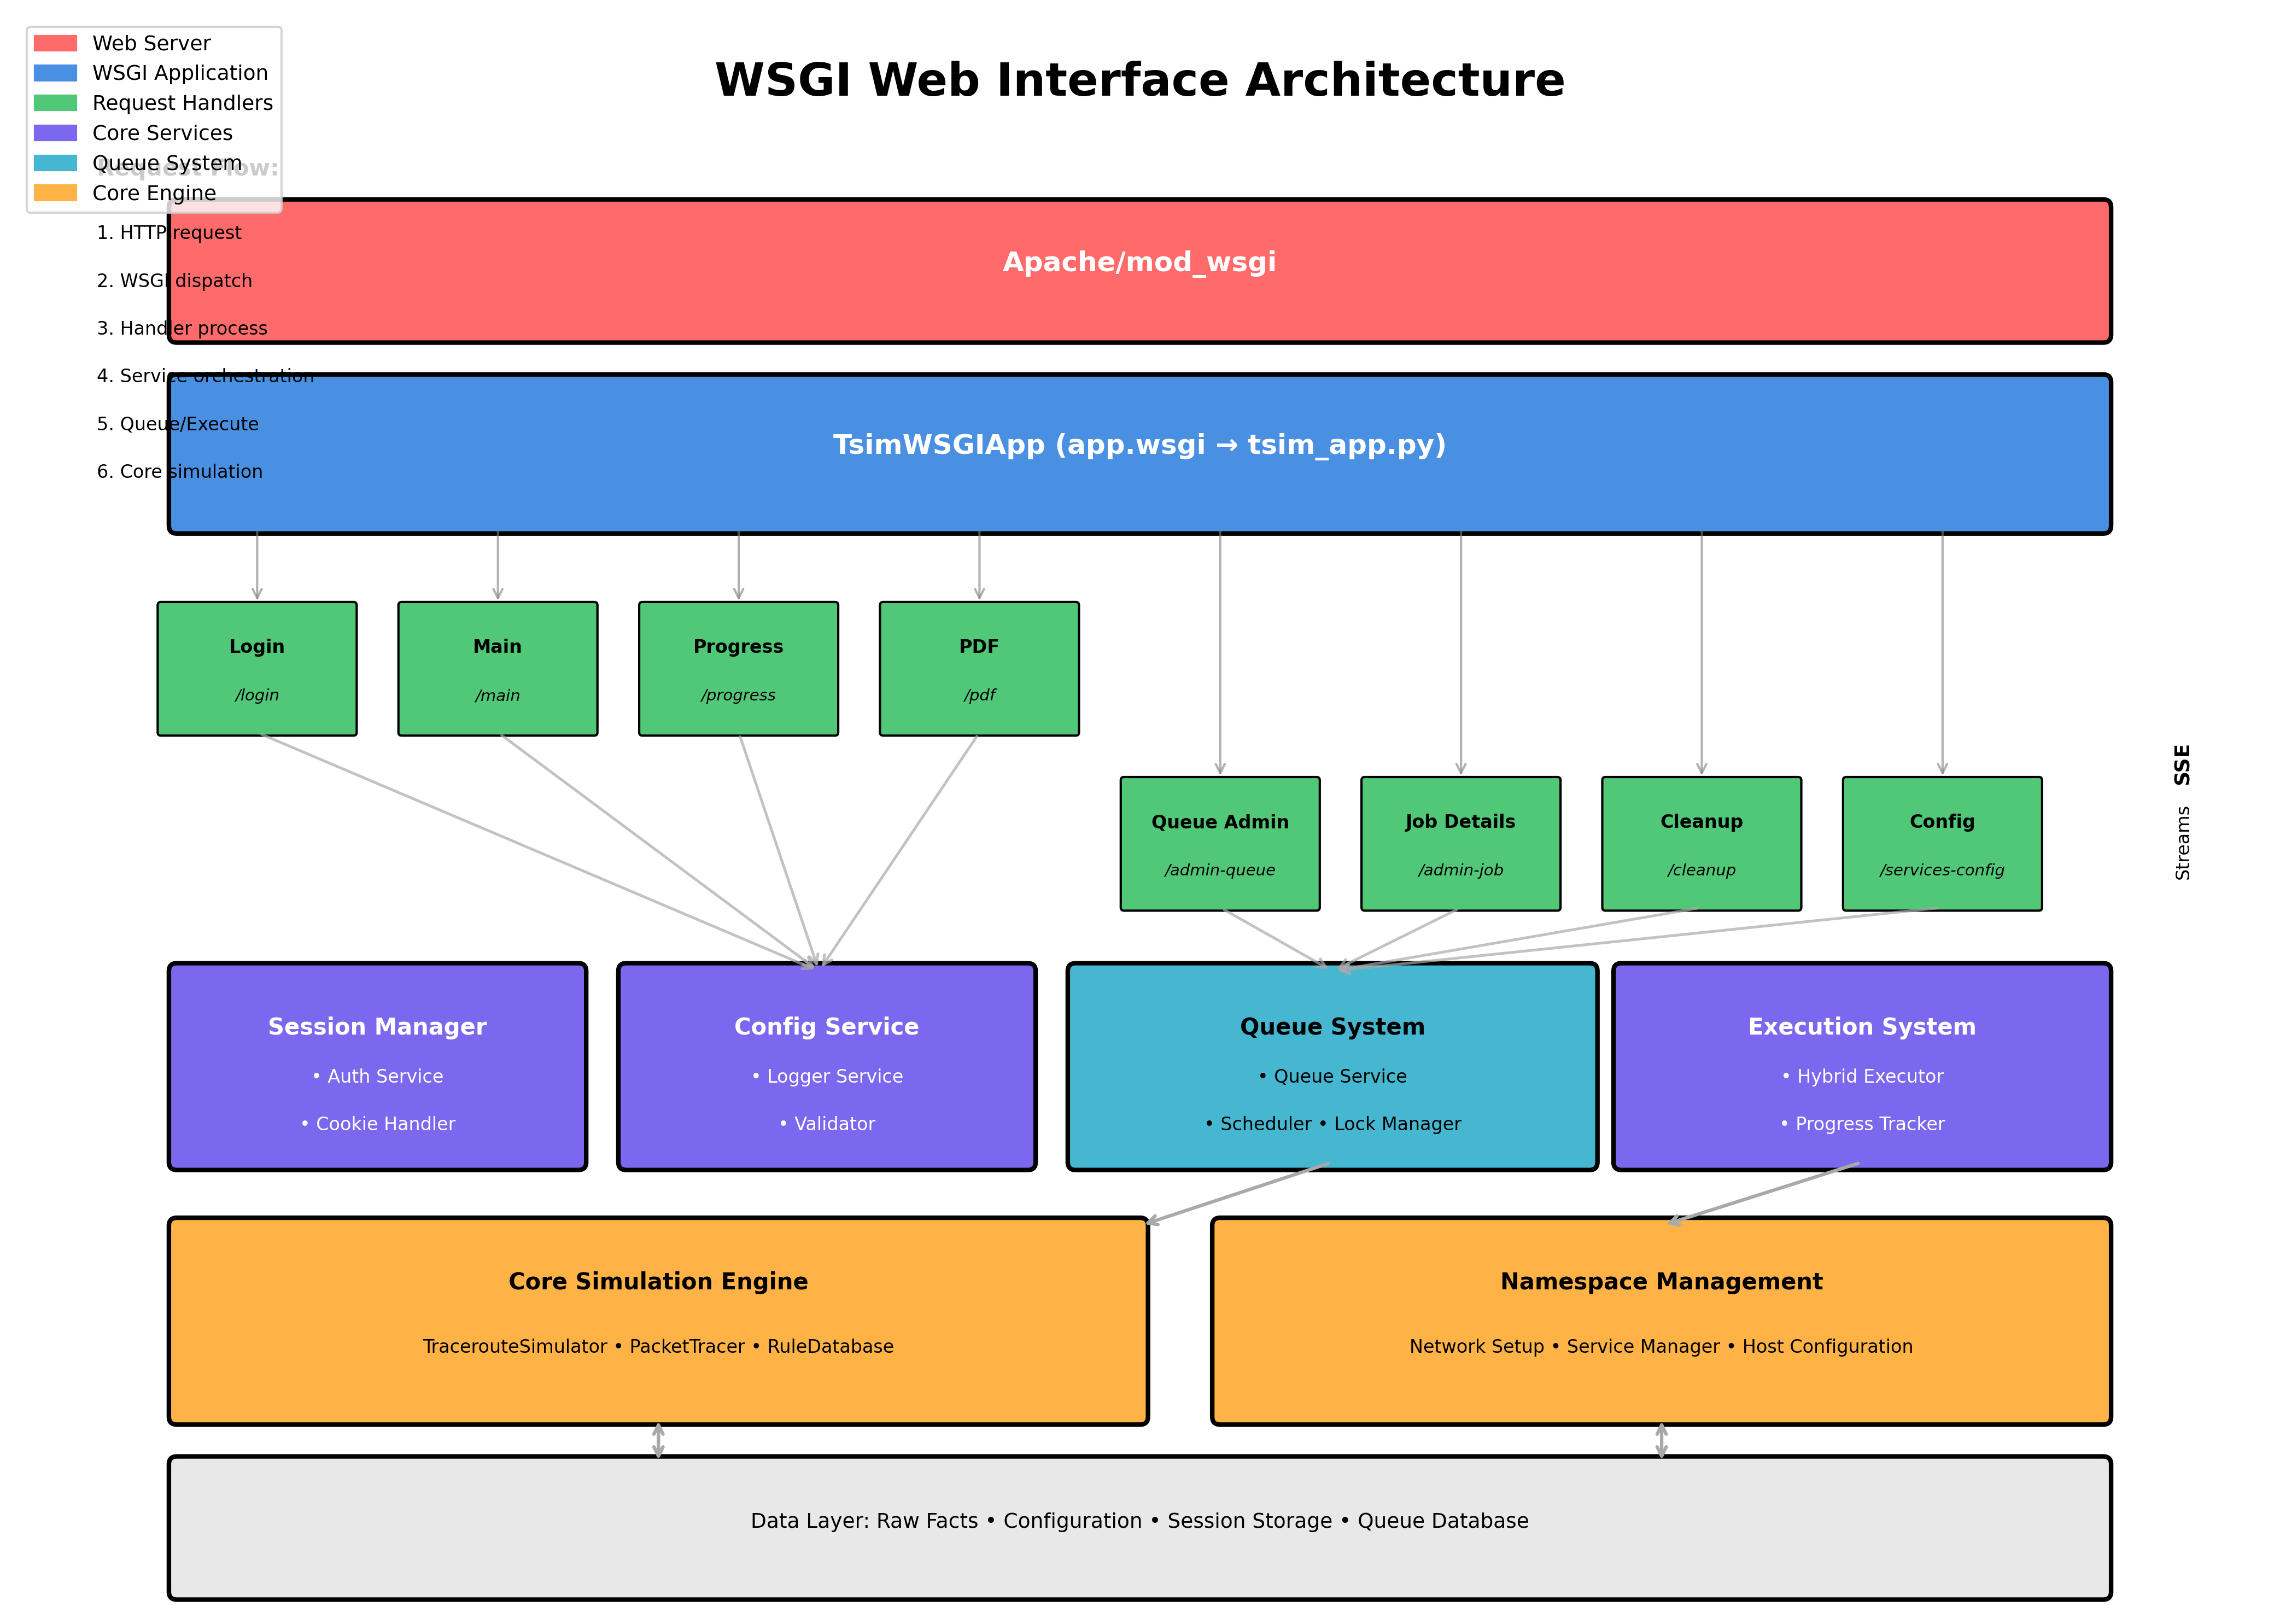 Web Server
WSGI Application
Request Handlers
Core Services
Queue System
Core Engine
WSGI Web Interface Architecture
Request Flow:
1. HTTP request
2. WSGI dispatch
3. Handler process
4. Service orchestration
5. Queue/Execute
6. Core simulation
Apache/mod_wsgi
TsimWSGIApp (app.wsgi → tsim_app.py)
Login
/login
Main
/main
Progress
/progress
PDF
/pdf
Queue Admin
/admin-queue
Job Details
/admin-job
Cleanup
/cleanup
Config
/services-config
SSE
Streams
Session Manager
• Auth Service
• Cookie Handler
Config Service
• Logger Service
• Validator
Queue System
• Queue Service
• Scheduler • Lock Manager
Execution System
• Hybrid Executor
• Progress Tracker
Core Simulation Engine
TracerouteSimulator • PacketTracer • RuleDatabase
Namespace Management
Network Setup • Service Manager • Host Configuration
Data Layer: Raw Facts • Configuration • Session Storage • Queue Database